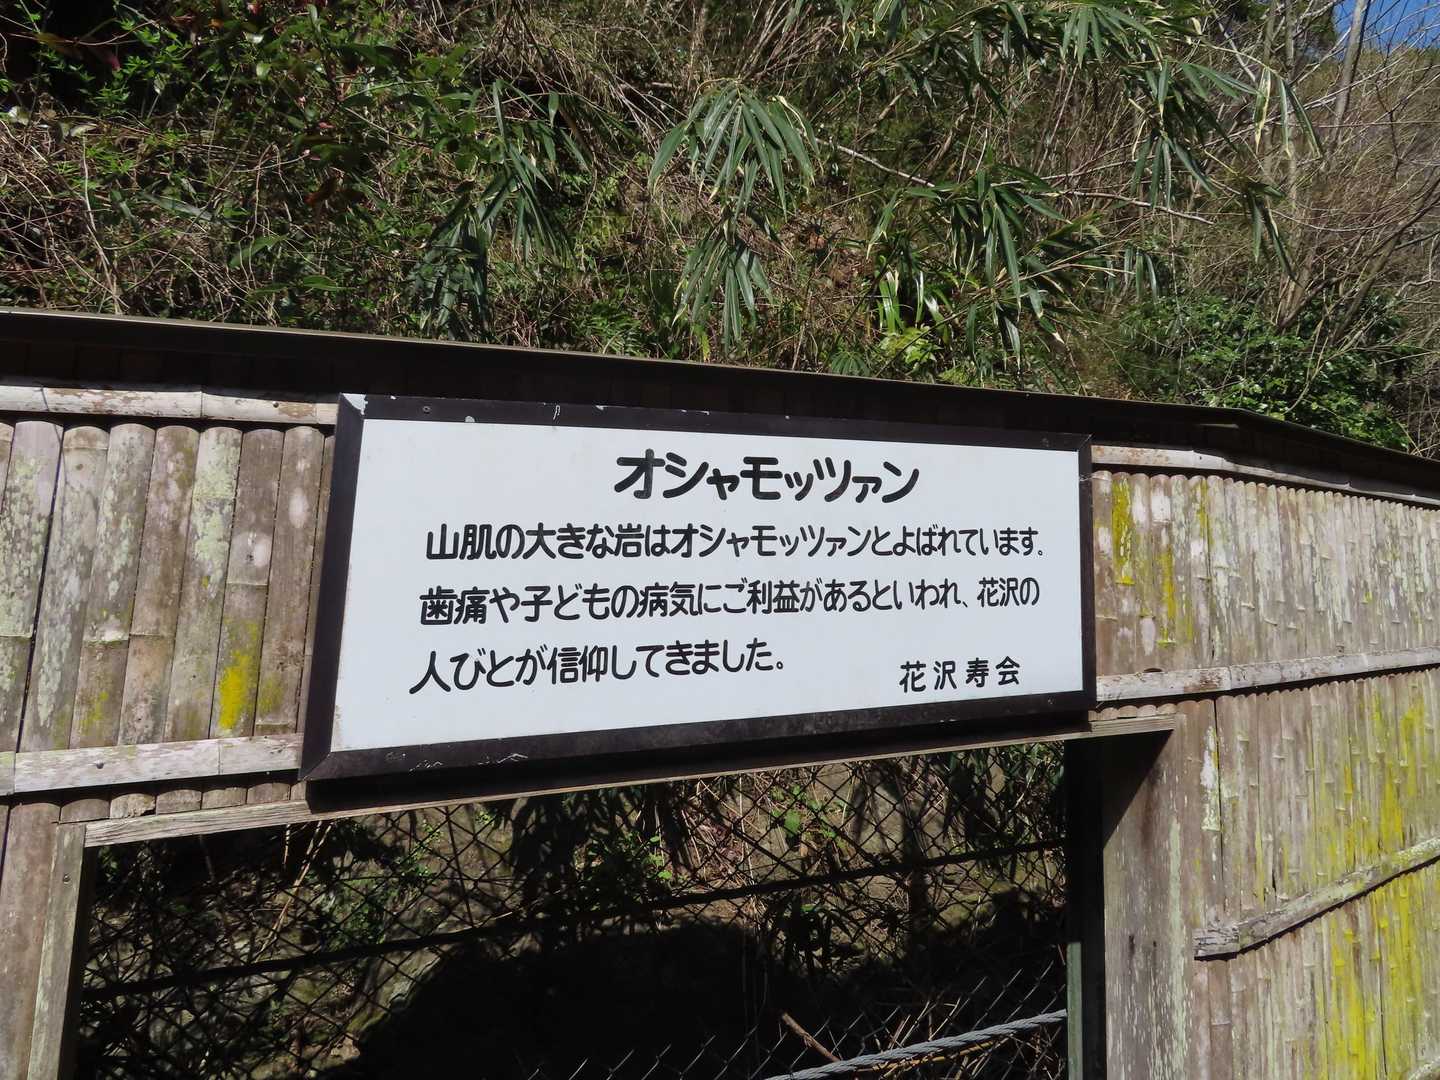 オシャモッツァン
山肌の大きな岩はオシャモッツァンとよばれています。
歯痛や子どもの病気にご利益があるといわれ、花沢の
人びとが信仰してきました。
花沢寿会